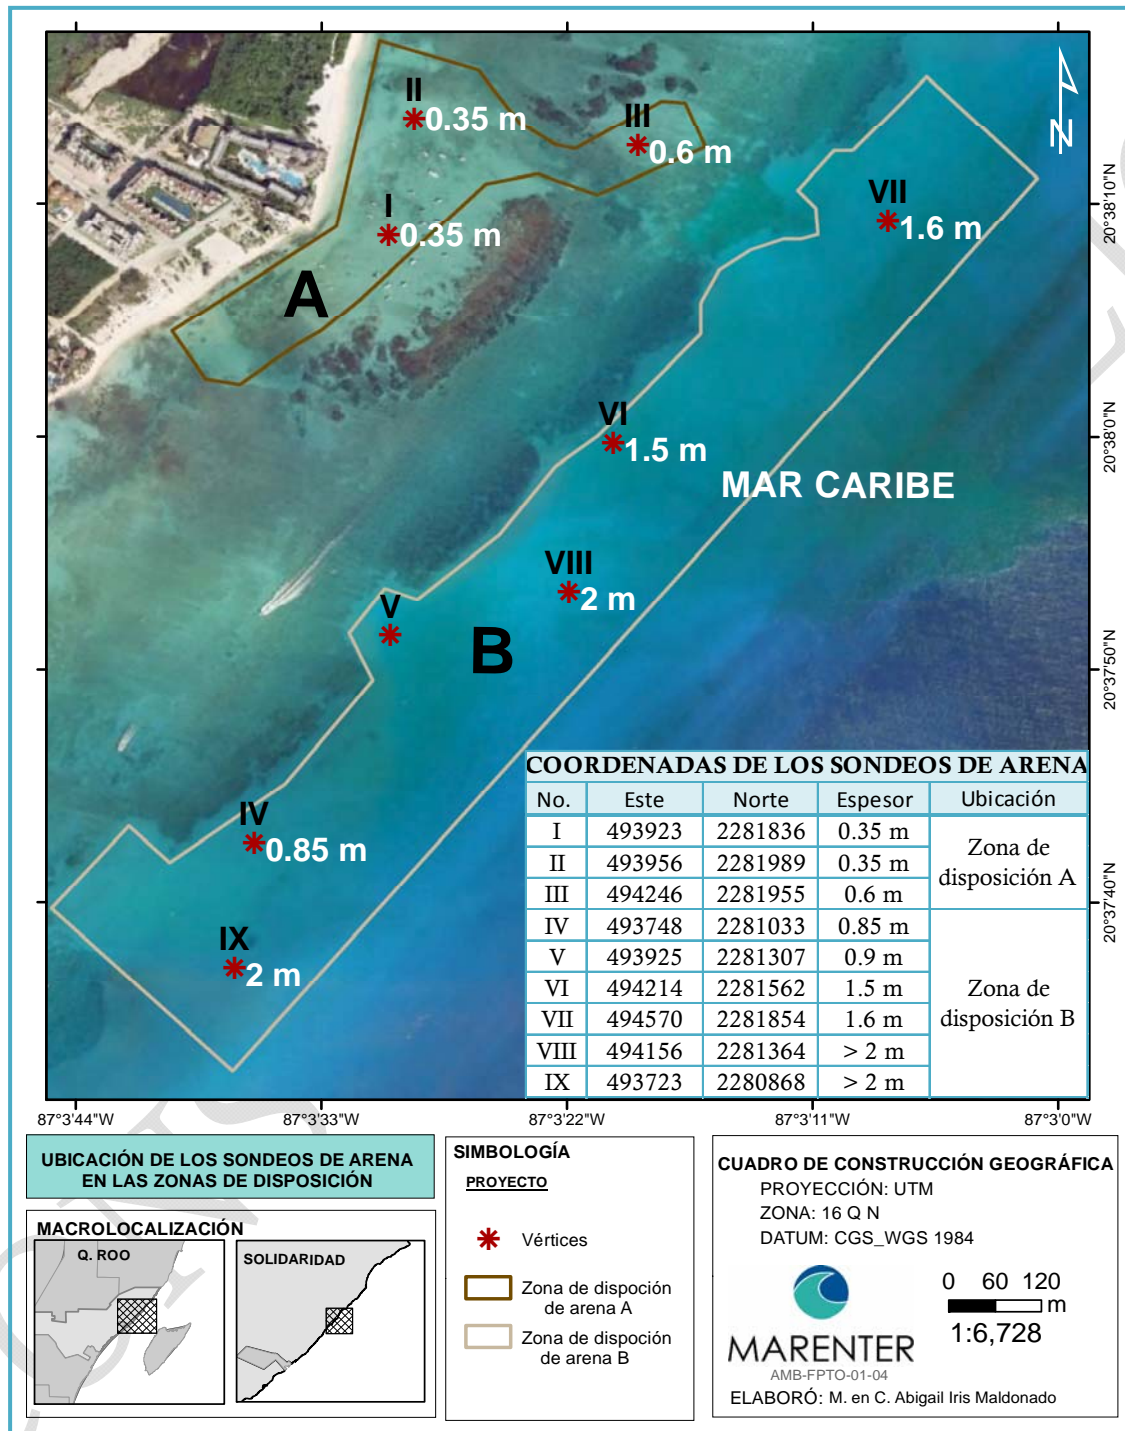 II
0.35 m
III
0.6 m
I
0.35 m
A
VII
1.6 m
VI
1.5 m
MAR CARIBE
VIII
2 m
V
B
IV
0.85 m
IX
2 m
N
20°38'10"N
20°38'0"N
20°37'50"N
20°37'40"N
COORDENADAS DE LOS SONDEOS DE ARENA
No. Este Norte Espesor Ubicación
I 493923 2281836 0.35 m
II 493956 2281989 0.35 m
III 494246 2281955 0.6 m
Zona de
disposición A
IV 493748 2281033 0.85 m
V 493925 2281307 0.9 m
VI 494214 2281562 1.5 m
VII 494570 2281854 1.6 m
VIII 494156 2281364 > 2 m
IX 493723 2280868 > 2 m
Zona de
disposición B
87°3'44"W 87°3'33"W 87°3'22"W 87°3'11"W 87°3'0"W
UBICACIÓN DE LOS SONDEOS DE ARENA
EN LAS ZONAS DE DISPOSICIÓN
MACROLOCALIZACIÓN
Q. ROO
SOLIDARIDAD
SIMBOLOGÍA
PROYECTO
Vértices
Zona de dispoción
de arena A
Zona de dispoción
de arena B
CUADRO DE CONSTRUCCIÓN GEOGRÁFICA
PROYECCIÓN: UTM
ZONA: 16 Q N
DATUM: CGS_WGS 1984
MARENTER
AMB-FPTO-01-04
0 60 120
m
1:6,728
ELABORÓ: M. en C. Abigail Iris Maldonado